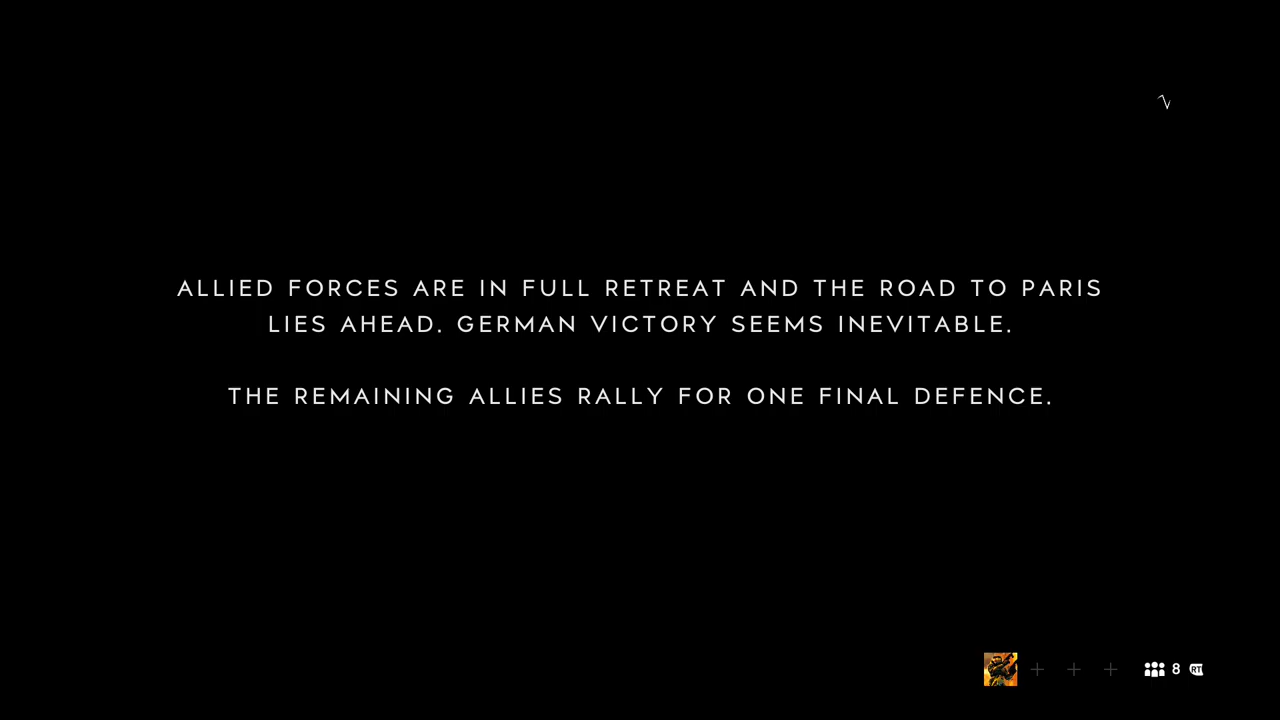 ALLIED FORCES ARE IN FULL RETREAT AND THE ROAD TO PARIS
LIES AHEAD. GERMAN VICTORY SEEMS INEVITABLE.
THE REMAINING ALLIES RALLY FOR ONE FINAL DEFENCE.
8 RT